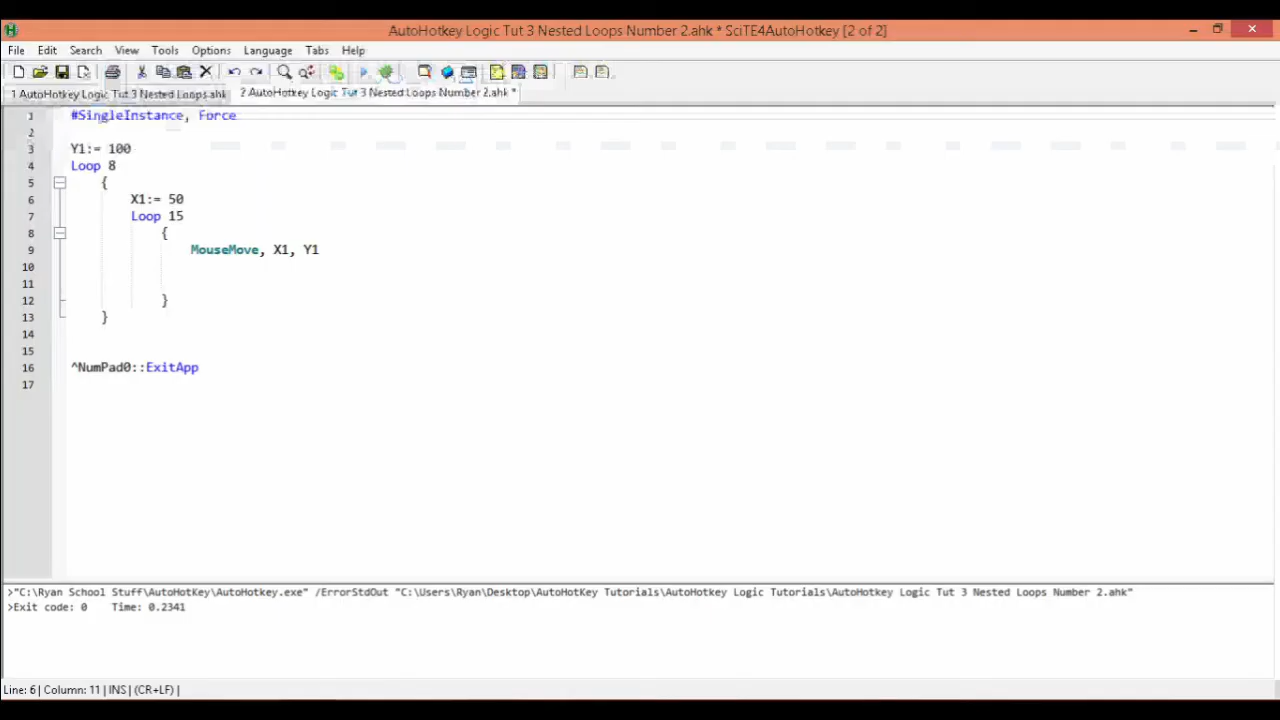 AutoHotkey Logic Tut 3 Nested Loops Number 2.ahk * SciTE4AutoHotkey [2 of 2]
File Edit Search View Tools Options Language Tabs Help
1 AutoHotkey Logic Tut 3 Nested Loops.ahk 2 AutoHotkey Logic Tut 3 Nested Loops Number 2.ahk *
1 #SingleInstance, Force
2
3 Y1:= 100
4 Loop 8
5 {
6 X1:= 50
7 Loop 15
8 {
9 MouseMove, X1, Y1
10
11
12 }
13 }
14
15
16 ^NumPad0::ExitApp
17
>"C:\Ryan School Stuff\AutoHotKey\AutoHotkey.exe" /ErrorStdOut "C:\Users\Ryan\Desktop\AutoHotKey Tutorials\AutoHotkey Logic Tutorials\AutoHotkey Logic Tut 3 Nested Loops Number 2.ahk"
>Exit code: 0 Time: 0.2341
Line: 6 | Column: 11 | INS | (CR+LF) |